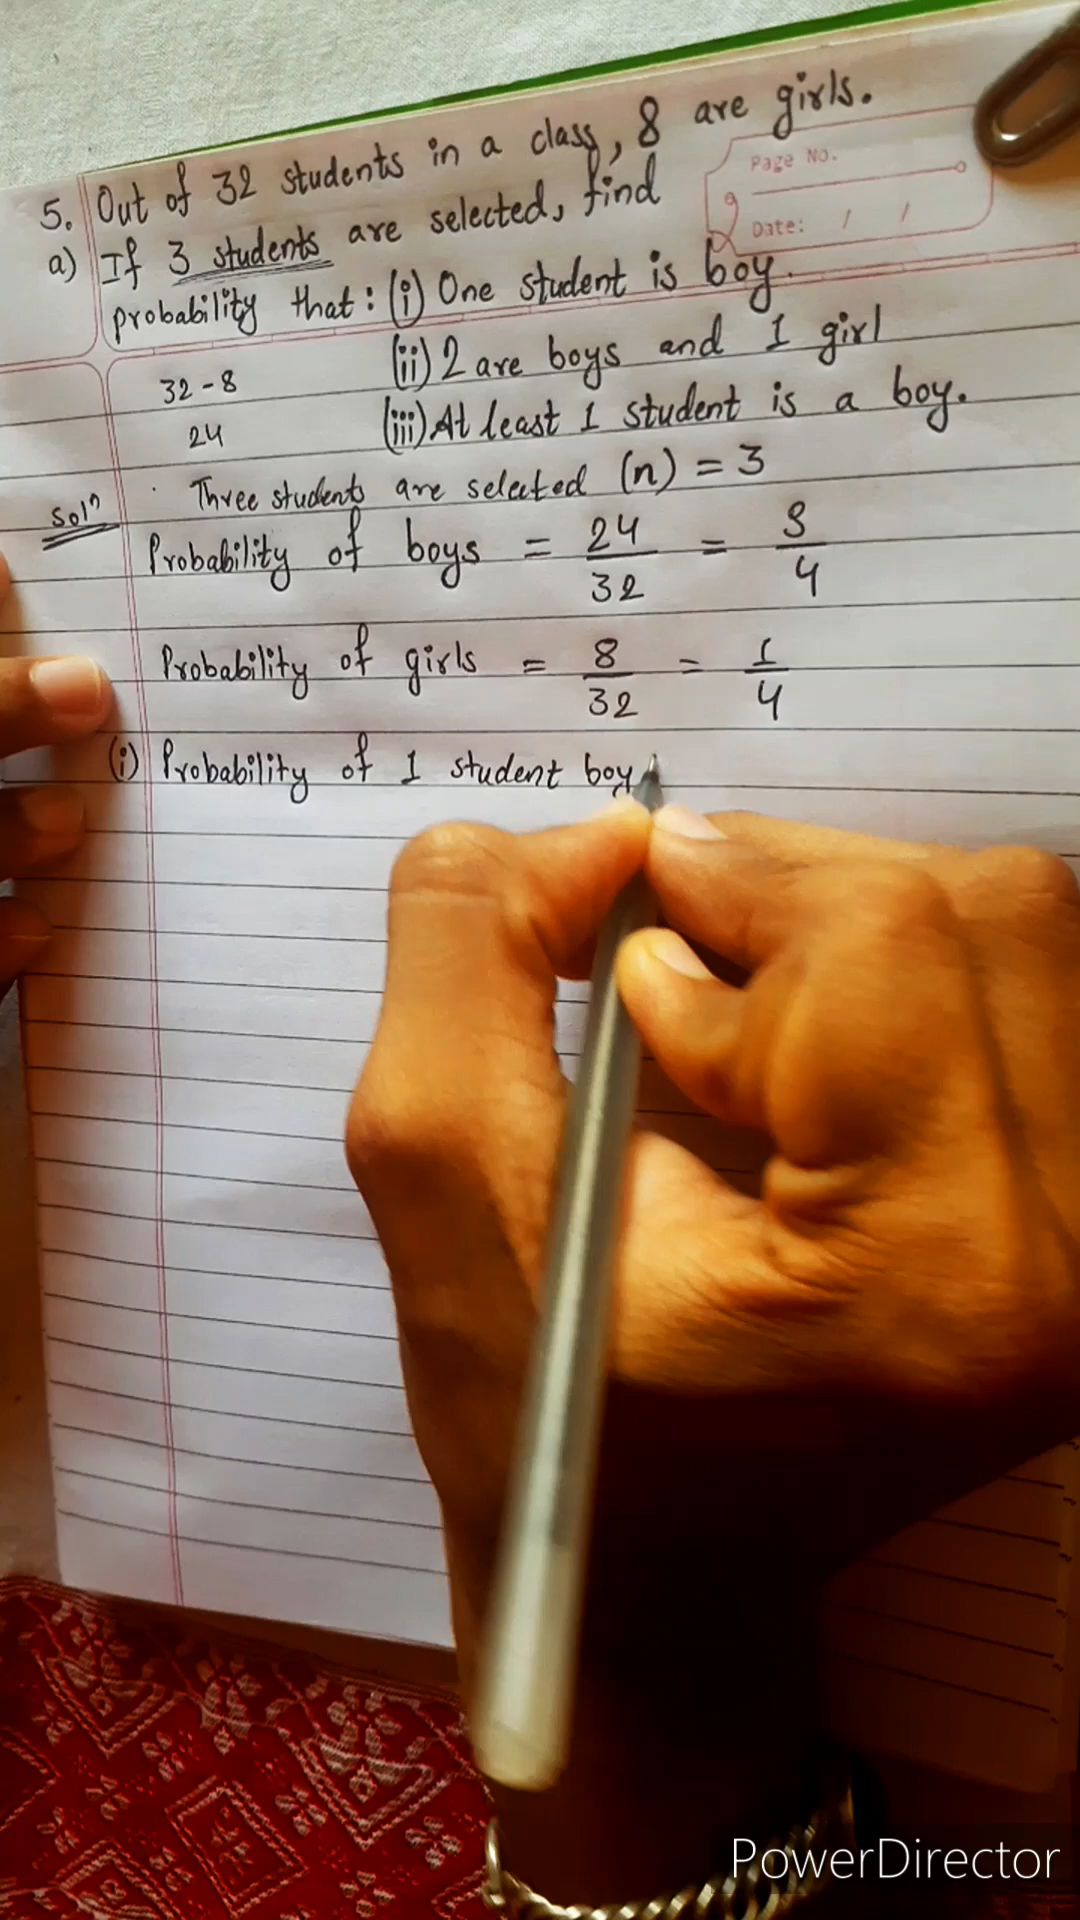 5. Out of 32 students in a class, 8 are girls.
Page No.
a) If 3 students are selected, find
Date: / /
probability that: (i) One student is boy.
(ii) 2 are boys and 1 girl
32 - 8
(iii) At least 1 student is a boy.
24
Solⁿ Three students are selected (n) = 3
Probability of boys = 24/32 = 3/4
Probability of girls = 8/32 = 1/4
(i) Probability of 1 student boy
PowerDirector